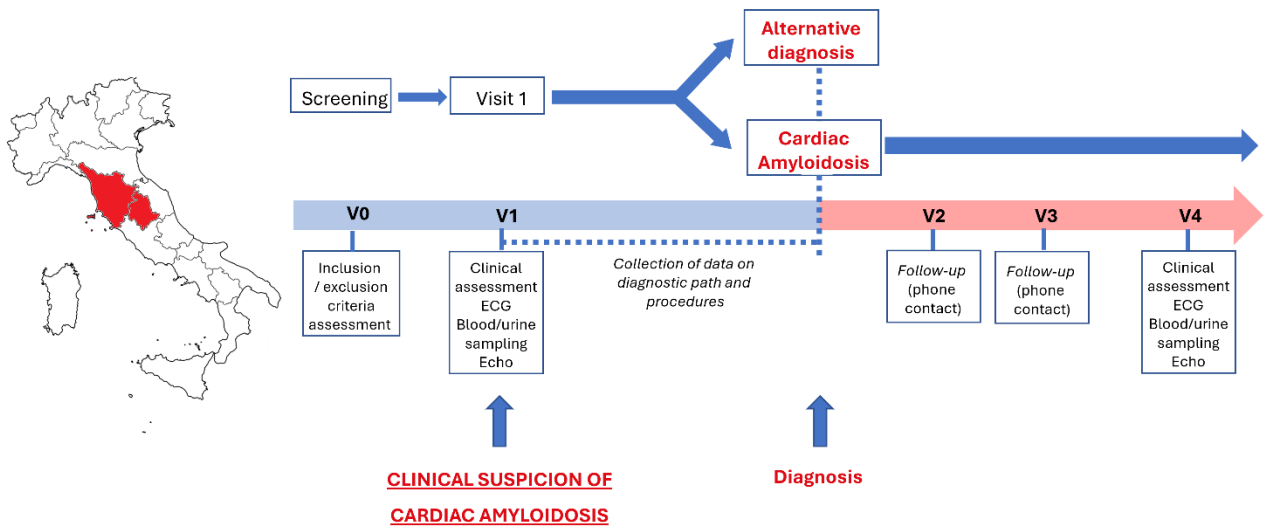 Alternative
diagnosis
Screening
Visit 1
Cardiac
Amyloidosis
V0
V1
V2
V3
V4
Inclusion
/ exclusion
criteria
assessment
Clinical
assessment
ECG
Blood/urine
sampling
Echo
Collection of data on
diagnostic path and
procedures
Follow-up
(phone
contact)
Follow-up
(phone
contact)
Clinical
assessment
ECG
Blood/urine
sampling
Echo
CLINICAL SUSPICION OF
CARDIAC AMYLOIDOSIS
Diagnosis